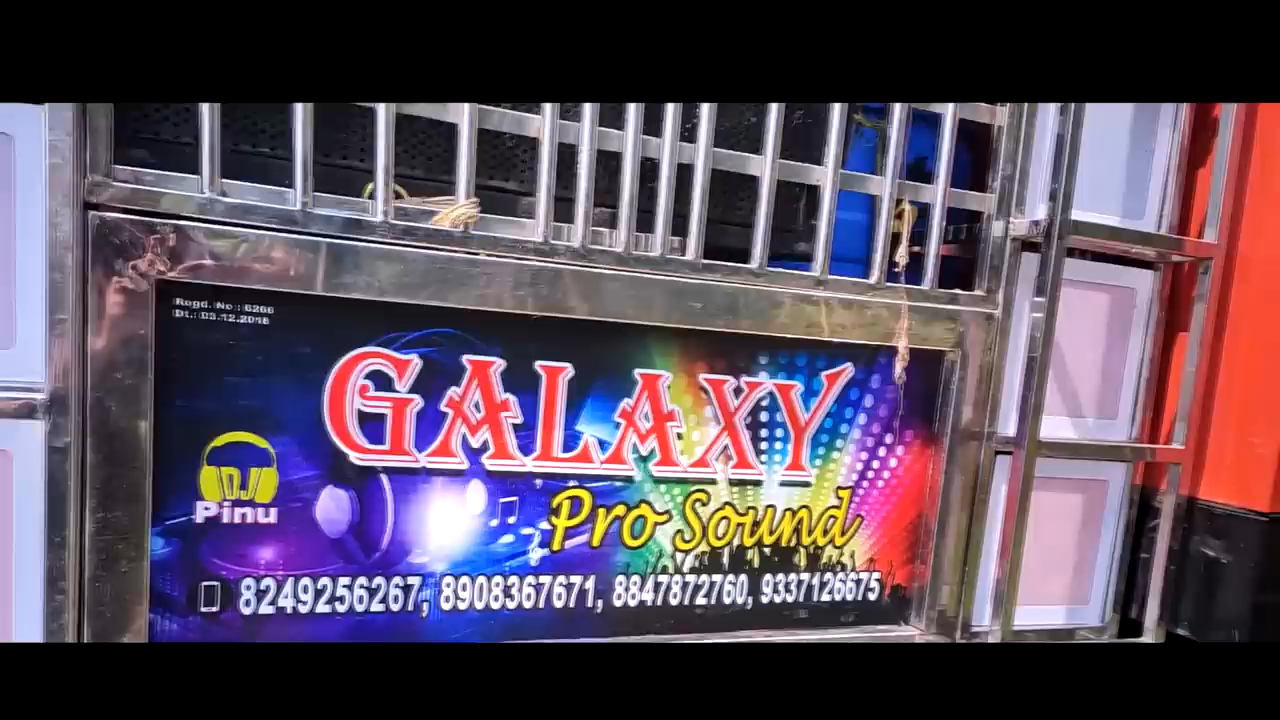 Regd. No.: 6266
Dt.: 03.12.2018
GALAXY
Pro Sound
DJ
Pinu
8249256267, 8908367671, 8847872760, 9337126675